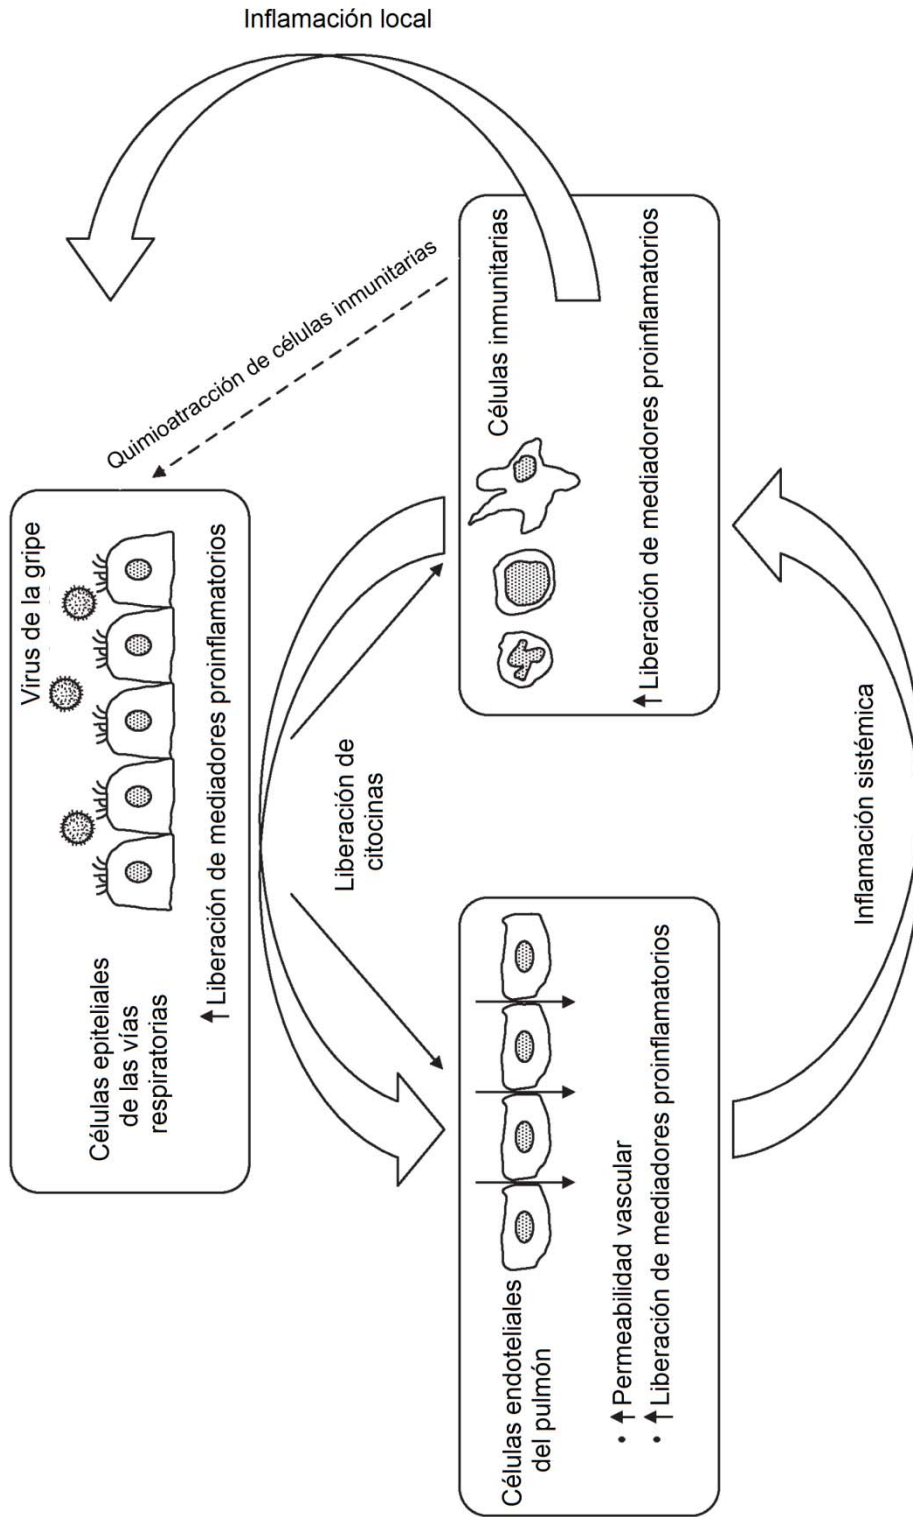 Inflamación local
Quimioatracción de células inmunitarias
Virus de la gripe
Células epiteliales
de las vías
respiratorias
↑ Liberación de mediadores proinflamatorios
Liberación de
citocinas
Células inmunitarias
↑ Liberación de mediadores proinflamatorios
Células endoteliales
del pulmón
• ↑ Permeabilidad vascular
• ↑ Liberación de mediadores proinflamatorios
Inflamación sistémica